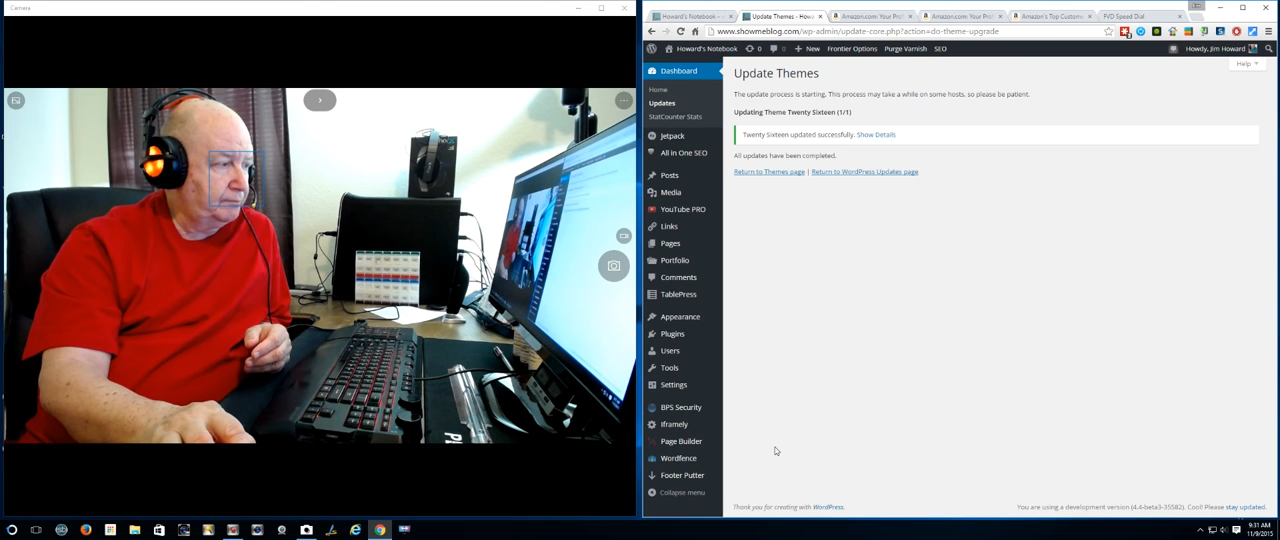 Camera
Howard's Notebook –
Update Themes - How
Amazon.com: Your Prof
Amazon.com: Your Prof
Amazon's Top Custome
FVD Speed Dial
www.showmeblog.com/wp-admin/update-core.php?action=do-theme-upgrade
Howard's Notebook 0 0 + New Frontier Options Purge Varnish SEO Howdy, Jim Howard
Dashboard
Home
Updates
StatCounter Stats
Jetpack
All in One SEO
Posts
Media
YouTube PRO
Links
Pages
Portfolio
Comments
TablePress
Appearance
Plugins
Users
Tools
Settings
BPS Security
Iframely
Page Builder
Wordfence
Footer Putter
Collapse menu
Help
Update Themes
The update process is starting. This process may take a while on some hosts, so please be patient.
Updating Theme Twenty Sixteen (1/1)
Twenty Sixteen updated successfully. Show Details
All updates have been completed.
Return to Themes page | Return to WordPress Updates page
Thank you for creating with WordPress.
You are using a development version (4.4-beta3-35582). Cool! Please stay updated.
9:31 AM
11/9/2015